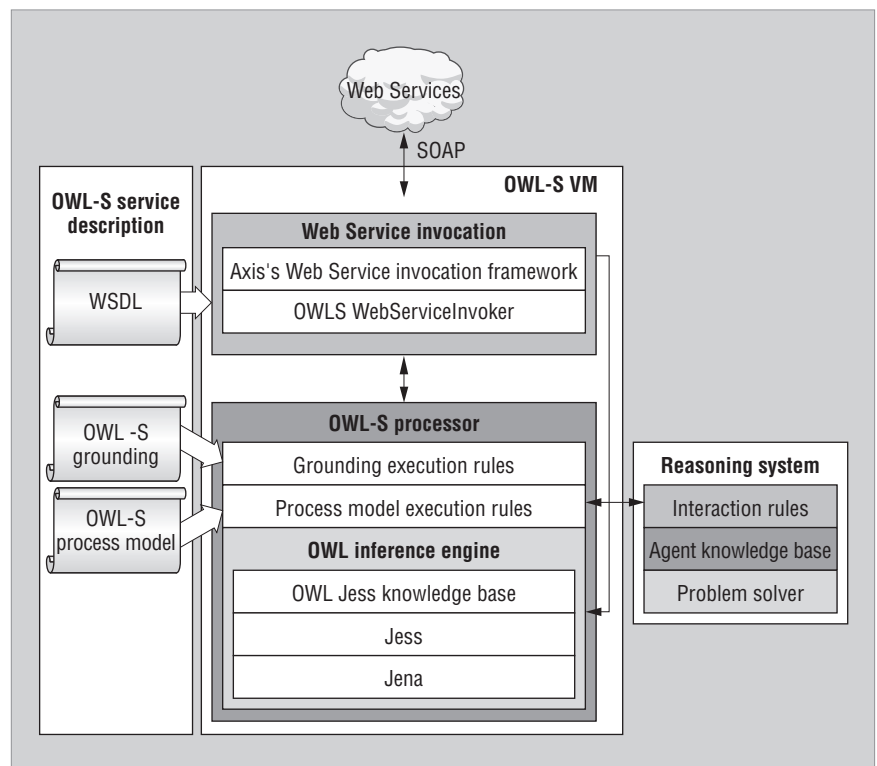 Web Services
SOAP
OWL-S VM
OWL-S service
description
WSDL
OWL -S
grounding
OWL-S
process model
Web Service invocation
Axis's Web Service invocation framework
OWLS WebServiceInvoker
OWL-S processor
Grounding execution rules
Process model execution rules
OWL inference engine
OWL Jess knowledge base
Jess
Jena
Reasoning system
Interaction rules
Agent knowledge base
Problem solver